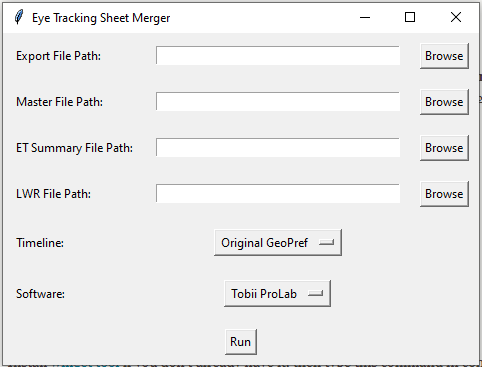 Eye Tracking Sheet Merger
Export File Path: Browse
Master File Path: Browse
ET Summary File Path: Browse
LWR File Path: Browse
Timeline: Original GeoPref
Software: Tobii ProLab
Run